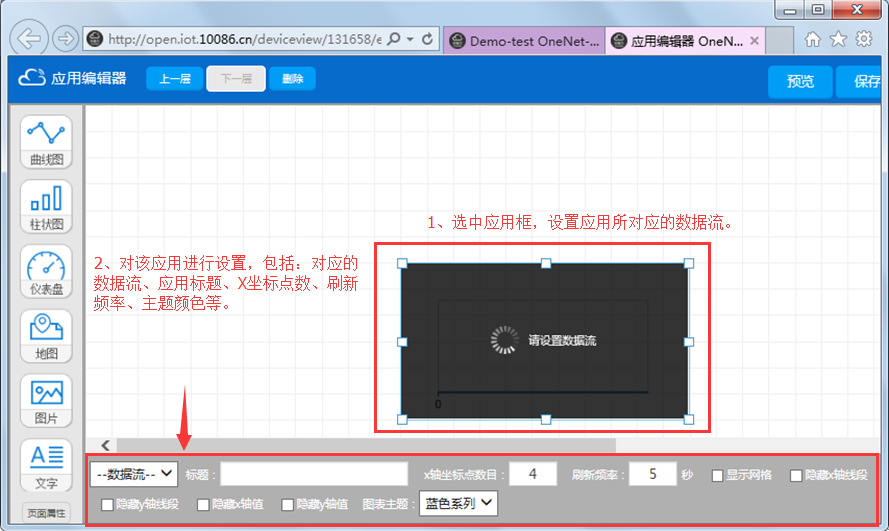 http://open.iot.10086.cn/deviceview/131658/e
Demo-test OneNet-...
应用编辑器 OneN...
应用编辑器
上一层
下一层
删除
预览
保存
曲线图
柱状图
仪表盘
地图
图片
文字
页面属性
1、选中应用框，设置应用所对应的数据流。
2、对该应用进行设置，包括：对应的
数据流、应用标题、X坐标点数、刷新
频率、主题颜色等。
请设置数据流
0
--数据流-- 标题： x轴坐标点数目： 4 刷新频率： 5 秒 显示网格 隐藏x轴线段
隐藏y轴线段 隐藏x轴值 隐藏y轴值 图表主题： 蓝色系列